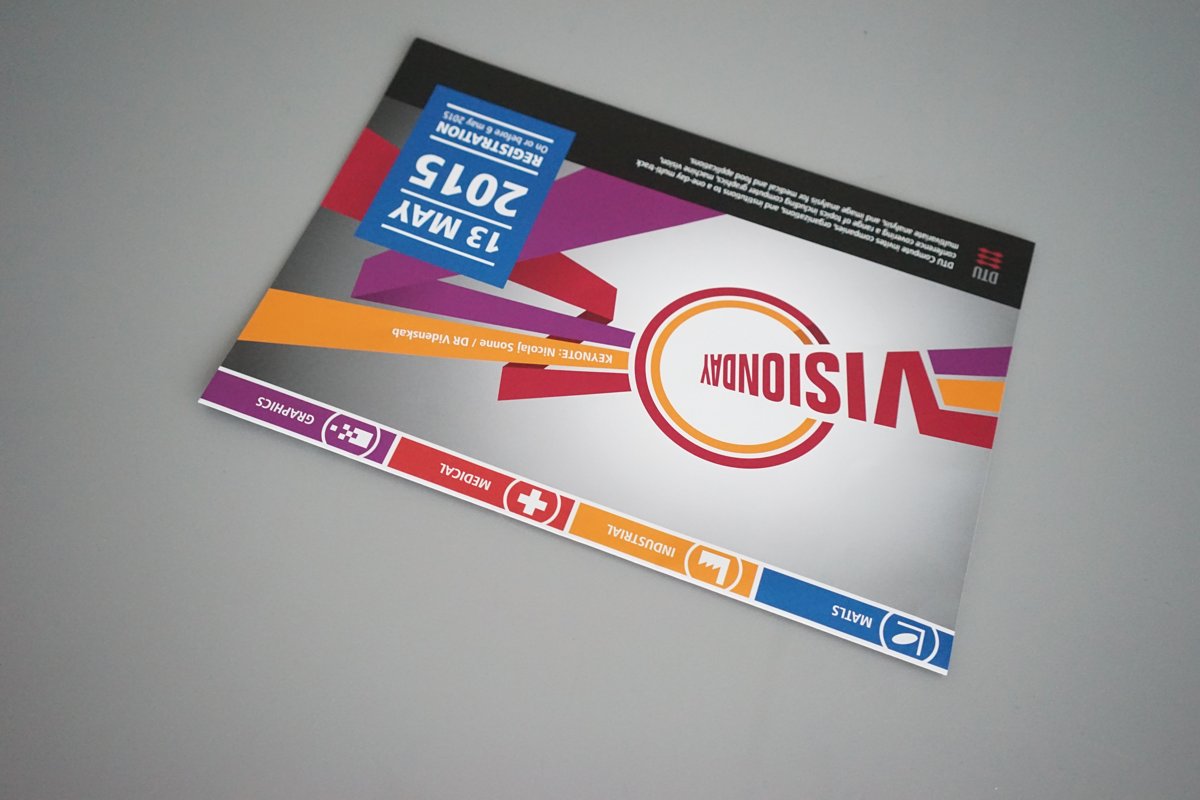 MATLS
INDUSTRIAL
MEDICAL
GRAPHICS
VISIONDAY
KEYNOTE: Nicolaj Sonne / DR Videnskab
13 MAY
2015
REGISTRATION
On or before 6 may 2015
DTU
DTU Compute invites companies, organizations, and institutions to a one-day multi-track
conference covering a range of topics including computer graphics, machine vision,
multivariate analysis, and image analysis for medical and food applications.